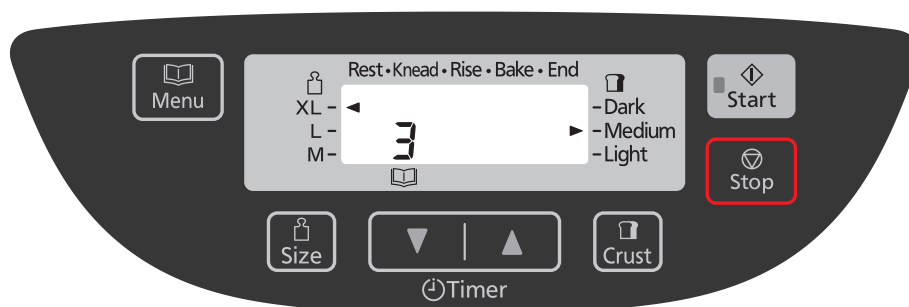 Menu
Rest • Knead • Rise • Bake • End
XL
L
M
3
Dark
Medium
Light
Start
Stop
Size
Crust
Timer